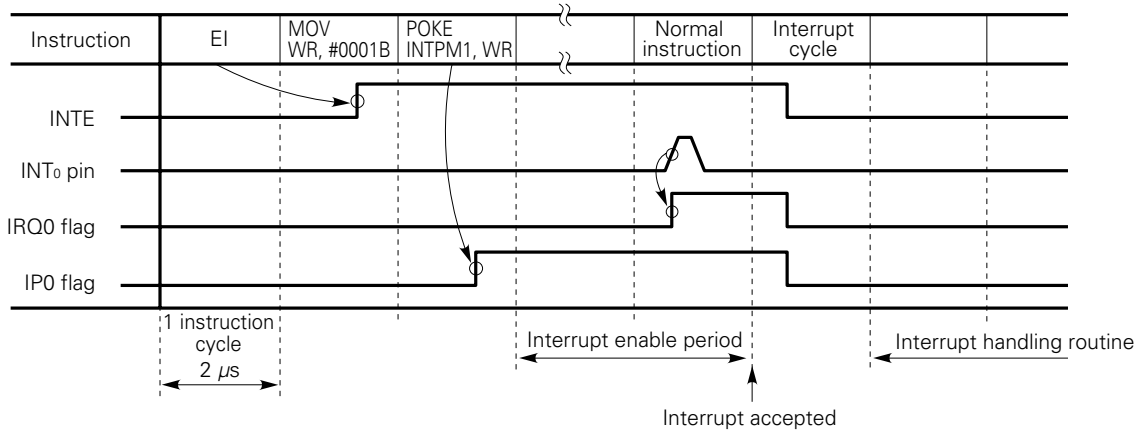 Instruction
EI
MOV
WR, #0001B
POKE
INTPM1, WR
Normal
instruction
Interrupt
cycle
INTE
INT₀ pin
IRQ0 flag
IP0 flag
1 instruction
cycle
2 µs
Interrupt enable period
Interrupt handling routine
Interrupt accepted